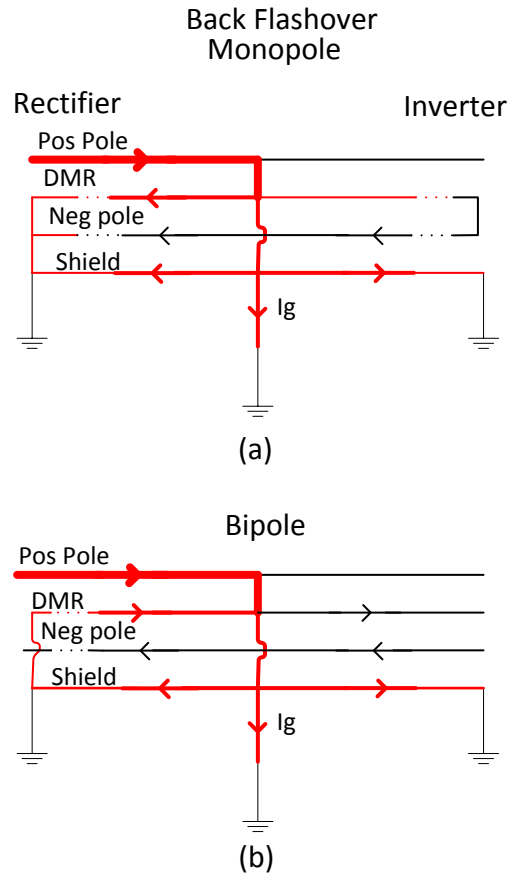 Back Flashover
Monopole
Rectifier
Inverter
Pos Pole
DMR
Neg pole
Shield
Ig
(a)
Bipole
Pos Pole
DMR
Neg pole
Shield
Ig
(b)